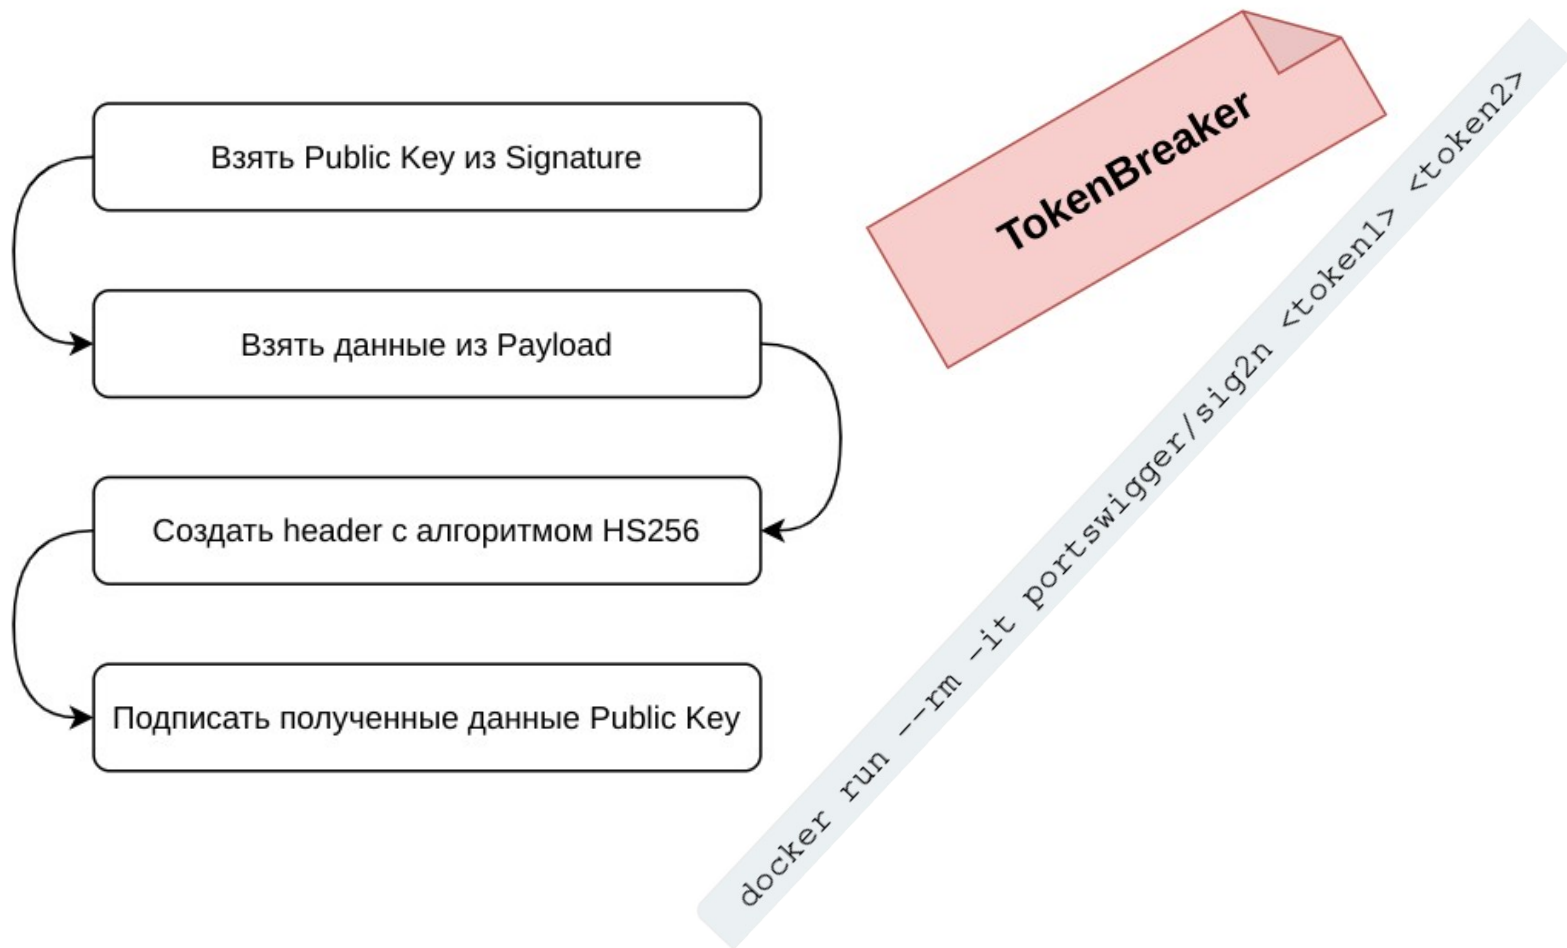 Взять Public Key из Signature
Взять данные из Payload
Создать header с алгоритмом HS256
Подписать полученные данные Public Key
TokenBreaker
docker run --rm -it portswigger/sig2n <token1> <token2>